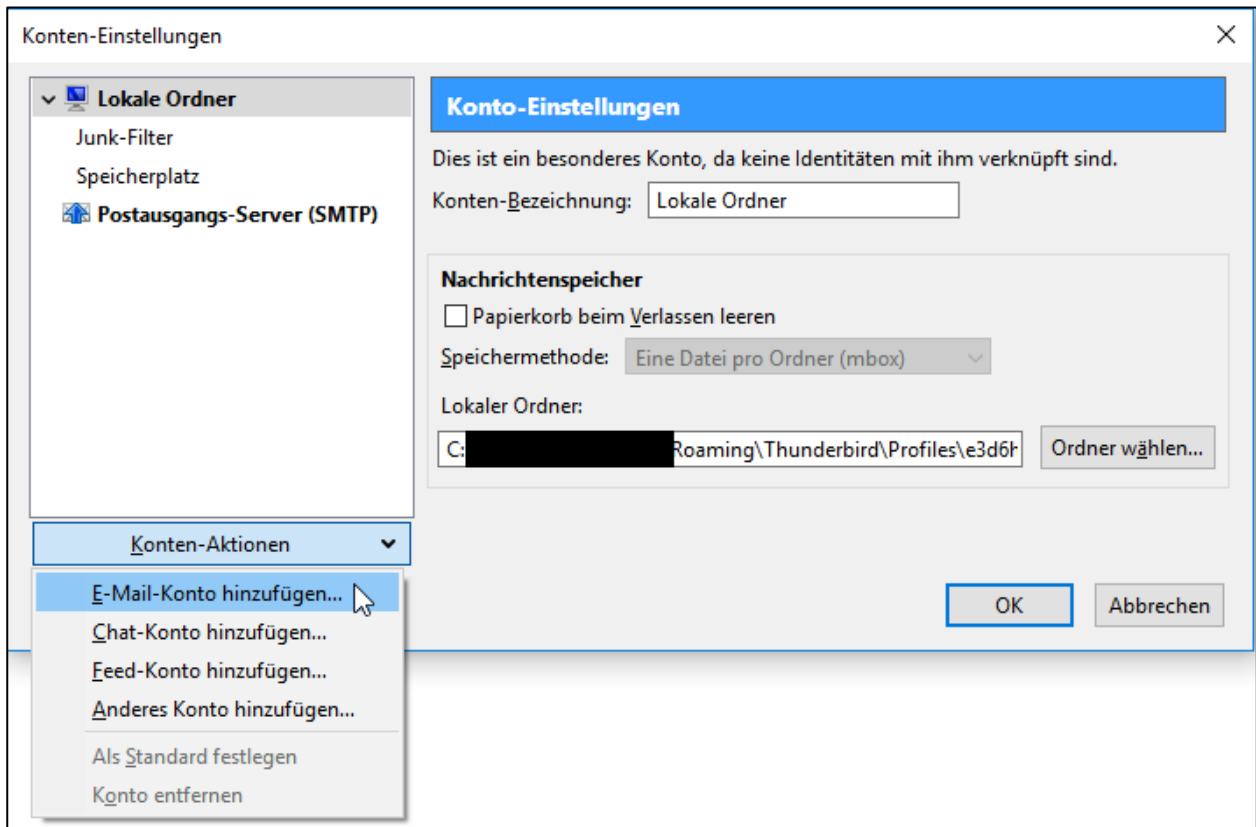 Konten-Einstellungen
Lokale Ordner
Junk-Filter
Speicherplatz
Postausgangs-Server (SMTP)
Konten-Aktionen
E-Mail-Konto hinzufügen...
Chat-Konto hinzufügen...
Feed-Konto hinzufügen...
Anderes Konto hinzufügen...
Als Standard festlegen
Konto entfernen
Konto-Einstellungen
Dies ist ein besonderes Konto, da keine Identitäten mit ihm verknüpft sind.
Konten-Bezeichnung: Lokale Ordner
Nachrichtenspeicher
Papierkorb beim Verlassen leeren
Speichermethode: Eine Datei pro Ordner (mbox)
Lokaler Ordner:
C: Roaming\Thunderbird\Profiles\e3d6h Ordner wählen...
OK Abbrechen